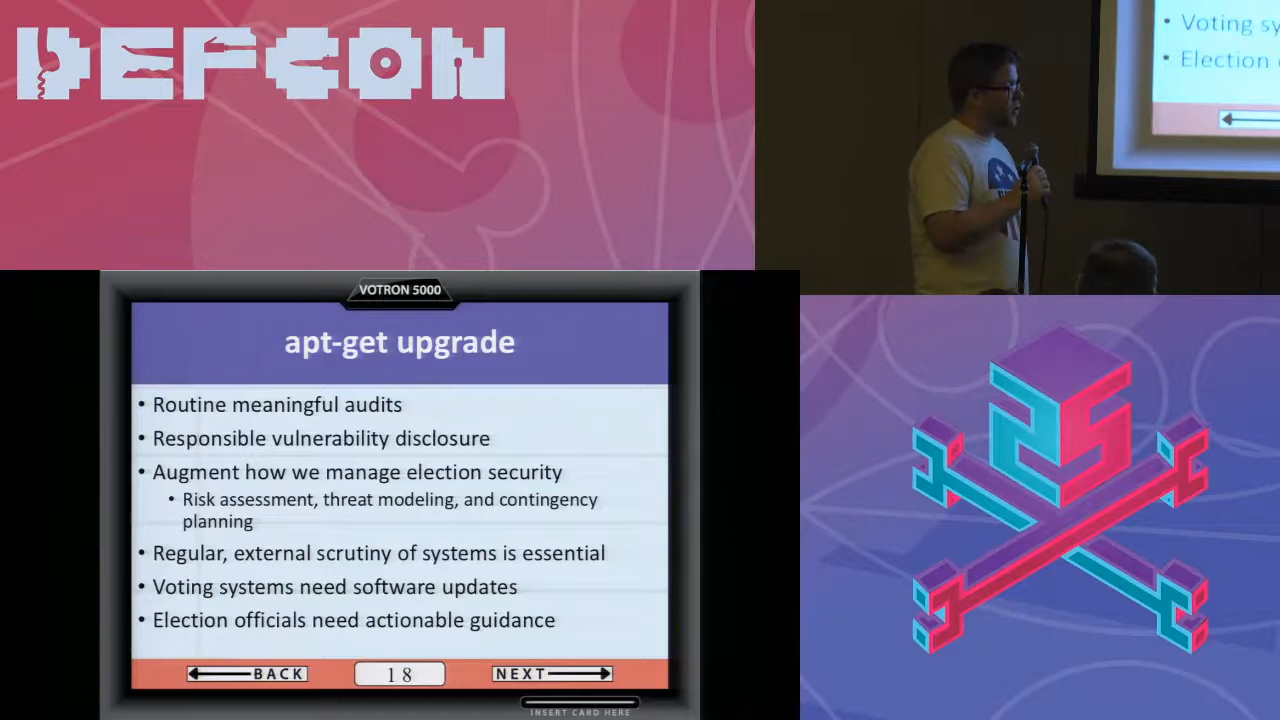 DEFCON
Voting sy
Election
VOTRON 5000
apt-get upgrade
• Routine meaningful audits
• Responsible vulnerability disclosure
• Augment how we manage election security
• Risk assessment, threat modeling, and contingency
planning
• Regular, external scrutiny of systems is essential
• Voting systems need software updates
• Election officials need actionable guidance
BACK
18
NEXT
INSERT CARD HERE
25